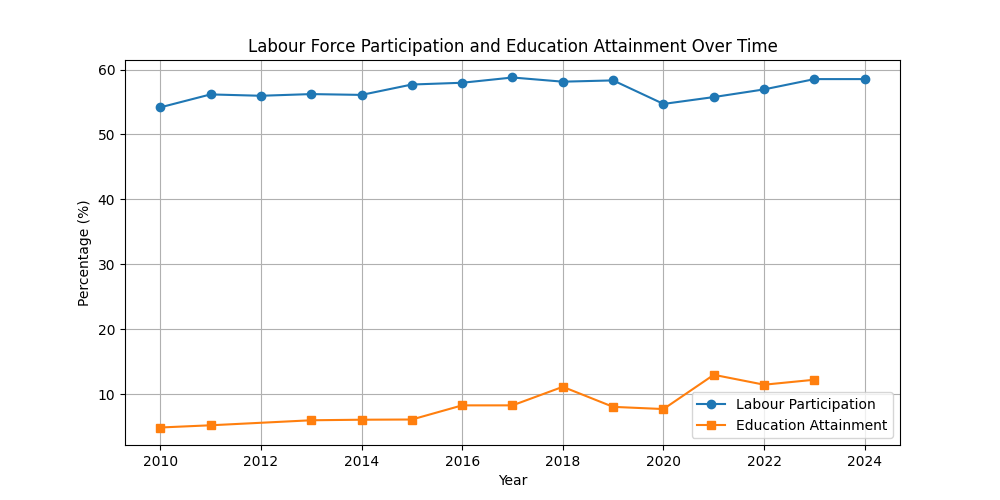 Labour Force Participation and Education Attainment Over Time
Percentage (%)
60
50
40
30
20
10
2010 2012 2014 2016 2018 2020 2022 2024
Year
Labour Participation
Education Attainment